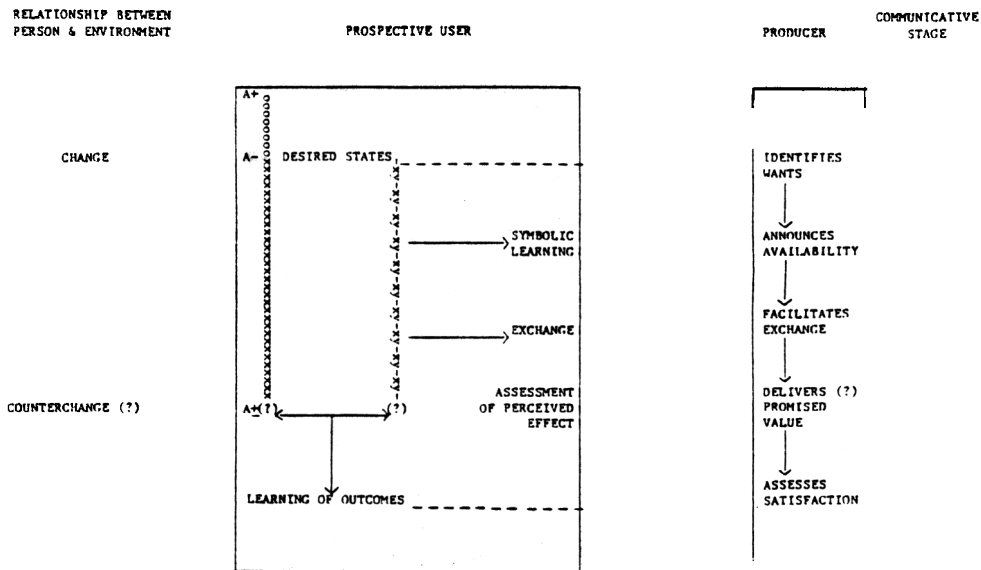 RELATIONSHIP BETWEEN
PERSON & ENVIRONMENT
PROSPECTIVE USER
PRODUCER
COMMUNICATIVE
STAGE
A+
CHANGE
A-
DESIRED STATES
IDENTIFIES
WANTS
SYMBOLIC
LEARNING
ANNOUNCES
AVAILABILITY
EXCHANGE
FACILITATES
EXCHANGE
COUNTERCHANGE (?)
A±(?)
(?)
ASSESSMENT
OF PERCEIVED
EFFECT
DELIVERS (?)
PROMISED
VALUE
LEARNING OF OUTCOMES
ASSESSES
SATISFACTION